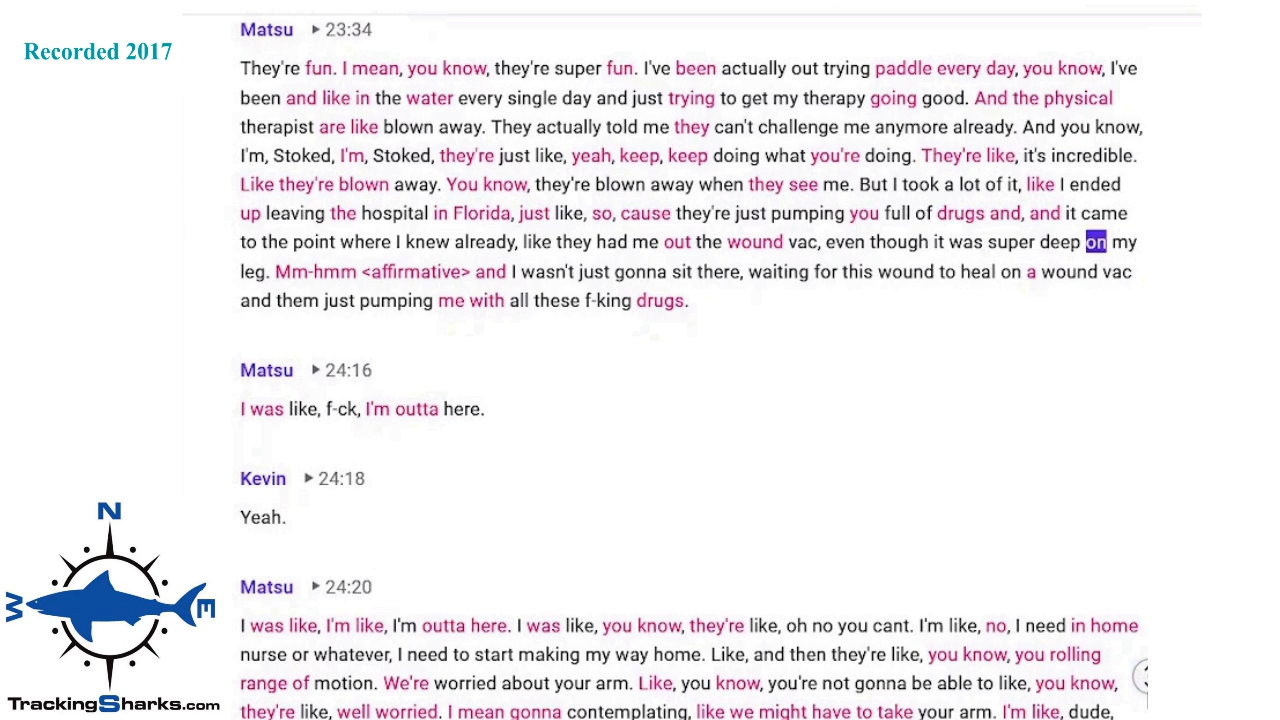 Recorded 2017
Matsu 23:34
They're fun. I mean, you know, they're super fun. I've been actually out trying paddle every day, you know, I've
been and like in the water every single day and just trying to get my therapy going good. And the physical
therapist are like blown away. They actually told me they can't challenge me anymore already. And you know,
I'm, Stoked, I'm, Stoked, they're just like, yeah, keep, keep doing what you're doing. They're like, it's incredible.
Like they're blown away. You know, they're blown away when they see me. But I took a lot of it, like I ended
up leaving the hospital in Florida, just like, so, cause they're just pumping you full of drugs and, and it came
to the point where I knew already, like they had me out the wound vac, even though it was super deep on my
leg. Mm-hmm <affirmative> and I wasn't just gonna sit there, waiting for this wound to heal on a wound vac
and them just pumping me with all these f-king drugs.
Matsu 24:16
I was like, f-ck, I'm outta here.
Kevin 24:18
Yeah.
Matsu 24:20
I was like, I'm like, I'm outta here. I was like, you know, they're like, oh no you cant. I'm like, no, I need in home
nurse or whatever, I need to start making my way home. Like, and then they're like, you know, you rolling
range of motion. We're worried about your arm. Like, you know, you're not gonna be able to like, you know,
they're like, well worried. I mean gonna contemplating, like we might have to take your arm. I'm like, dude,
N
W
E
TrackingSharks.com